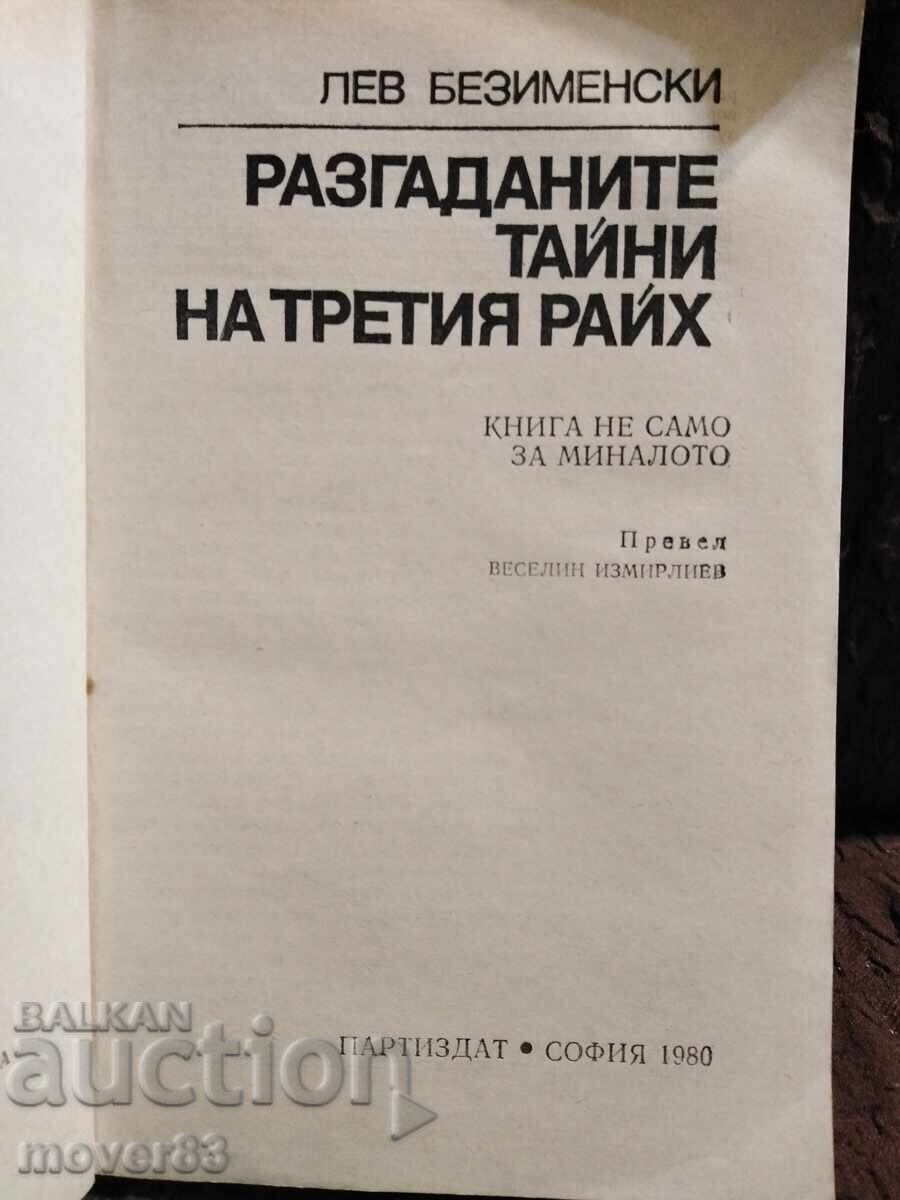 ЛЕВ БЕЗИМЕНСКИ
РАЗГАДАНИТЕ
ТАЙНИ
НА ТРЕТИЯ РАЙХ
КНИГА НЕ САМО
ЗА МИНАЛОТО
Превел
ВЕСЕЛИН ИЗМИРЛИЕВ
ПАРТИЗДАТ • СОФИЯ 1980
BALKAN
auction
mover83